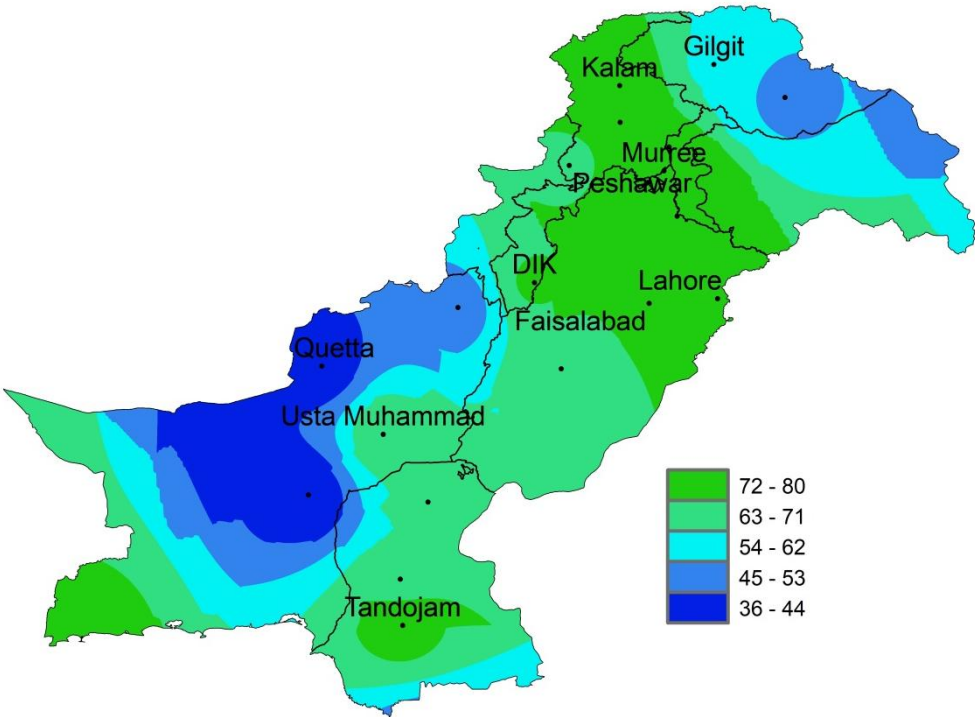 Gilgit
Kalam
Murree
Peshawar
DIK
Lahore
Faisalabad
Quetta
Usta Muhammad
Tandojam
72 - 80
63 - 71
54 - 62
45 - 53
36 - 44